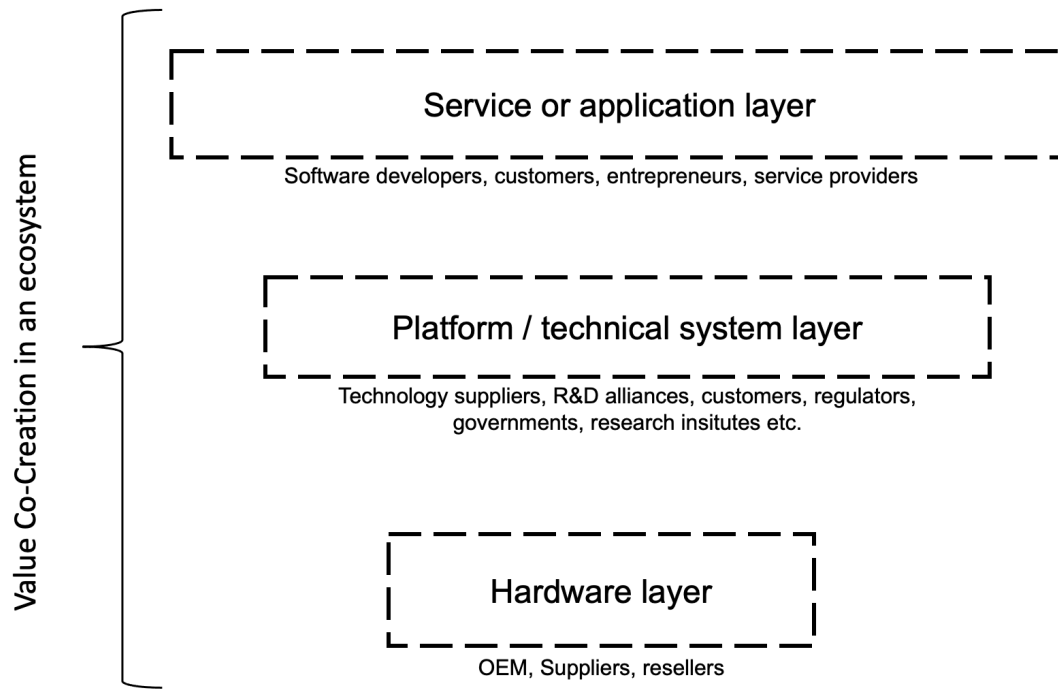 Value Co-Creation in an ecosystem
Service or application layer
Software developers, customers, entrepreneurs, service providers
Platform / technical system layer
Technology suppliers, R&D alliances, customers, regulators,
governments, research insitutes etc.
Hardware layer
OEM, Suppliers, resellers